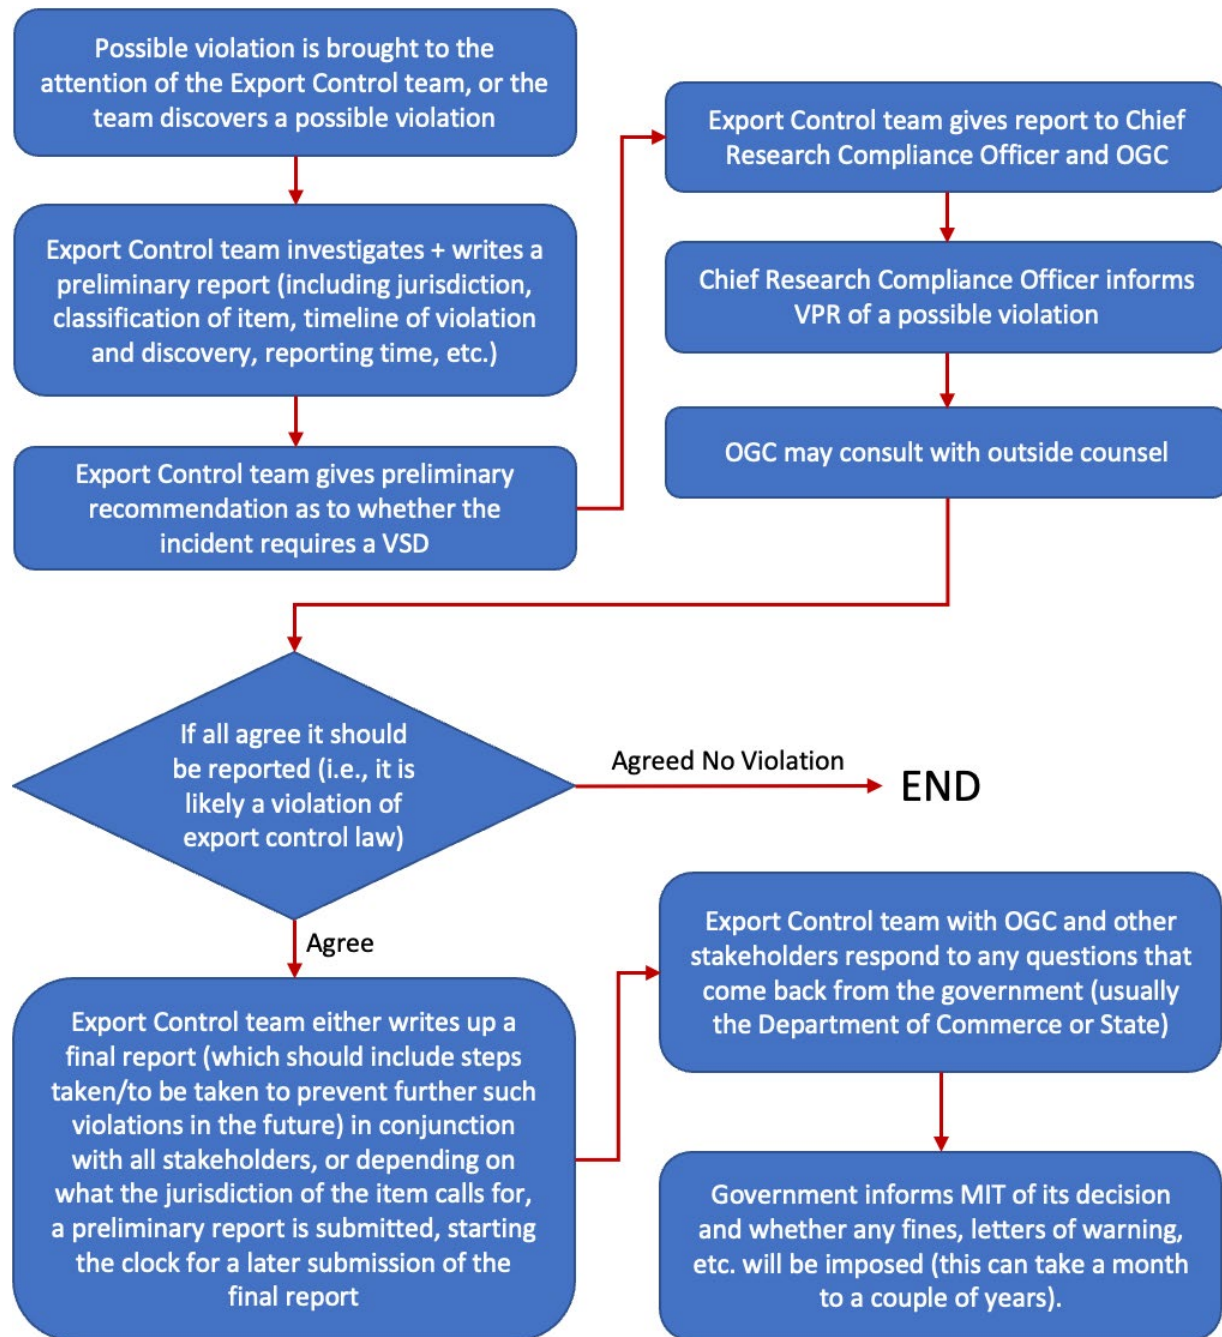 Possible violation is brought to the
attention of the Export Control team, or the
team discovers a possible violation
Export Control team investigates + writes a
preliminary report (including jurisdiction,
classification of item, timeline of violation
and discovery, reporting time, etc.)
Export Control team gives preliminary
recommendation as to whether the
incident requires a VSD
Export Control team gives report to Chief
Research Compliance Officer and OGC
Chief Research Compliance Officer informs
VPR of a possible violation
OGC may consult with outside counsel
If all agree it should
be reported (i.e., it is
likely a violation of
export control law)
Agreed No Violation
END
Agree
Export Control team either writes up a
final report (which should include steps
taken/to be taken to prevent further such
violations in the future) in conjunction
with all stakeholders, or depending on
what the jurisdiction of the item calls for,
a preliminary report is submitted, starting
the clock for a later submission of the
final report
Export Control team with OGC and other
stakeholders respond to any questions that
come back from the government (usually
the Department of Commerce or State)
Government informs MIT of its decision
and whether any fines, letters of warning,
etc. will be imposed (this can take a month
to a couple of years).